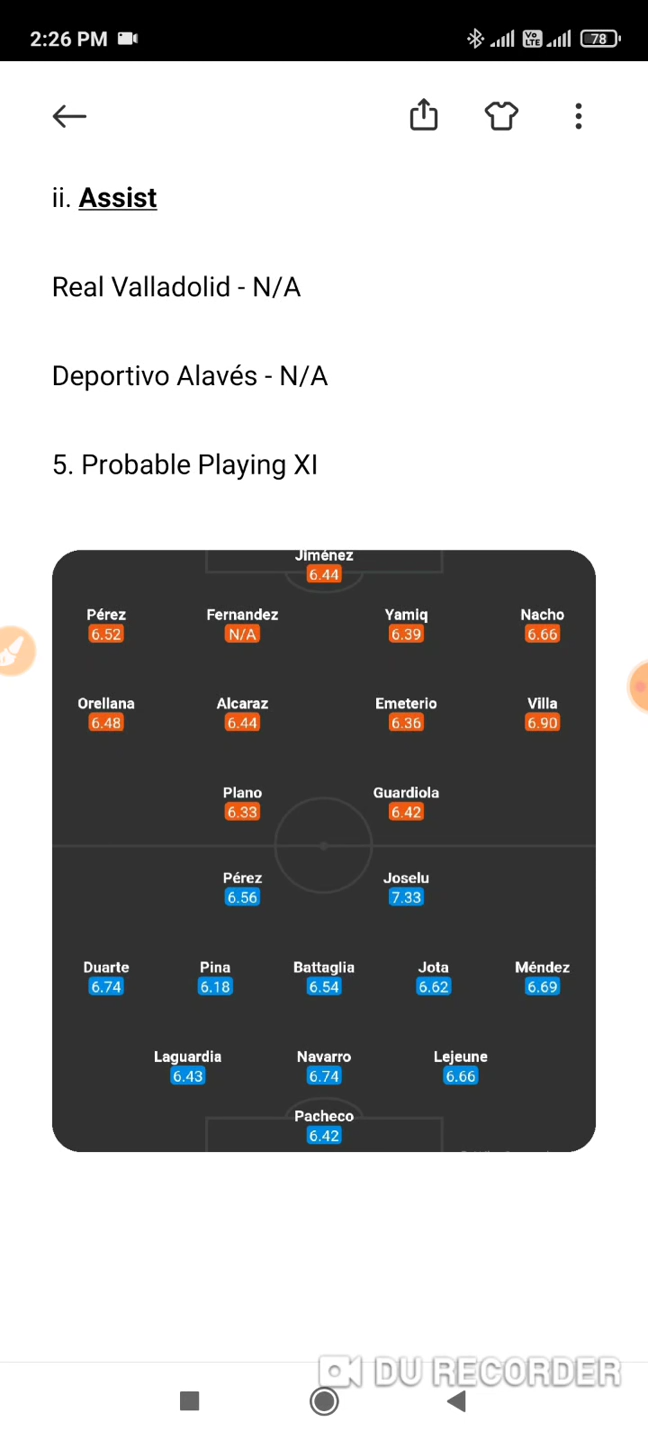 2:26 PM
Vo LTE 78
ii. Assist
Real Valladolid - N/A
Deportivo Alavés - N/A
5. Probable Playing XI
Jiménez
6.44
Pérez Fernandez Yamiq Nacho
6.52 N/A 6.39 6.66
Orellana Alcaraz Emeterio Villa
6.48 6.44 6.36 6.90
Plano Guardiola
6.33 6.42
Pérez Joselu
6.56 7.33
Duarte Pina Battaglia Jota Méndez
6.74 6.18 6.54 6.62 6.69
Laguardia Navarro Lejeune
6.43 6.74 6.66
Pacheco
6.42
DU RECORDER